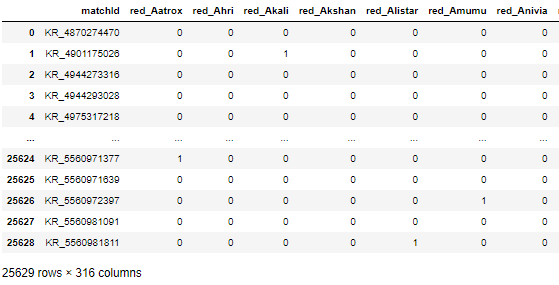 matchId red_Aatrox red_Ahri red_Akali red_Akshan red_Alistar red_Amumu red_Anivia
0 KR_4870274470 0 0 0 0 0 0 0
1 KR_4901175026 0 0 1 0 0 0 0
2 KR_4944273316 0 0 0 0 0 0 0
3 KR_4944293028 0 0 0 0 0 0 0
4 KR_4975317218 0 0 0 0 0 0 0
... ... ... ... ... ... ... ... ...
25624 KR_5560971377 1 0 0 0 0 0 0
25625 KR_5560971639 0 0 0 0 0 0 0
25626 KR_5560972397 0 0 0 0 0 1 0
25627 KR_5560981091 0 0 0 0 0 0 0
25628 KR_5560981811 0 0 0 0 1 0 0
25629 rows × 316 columns